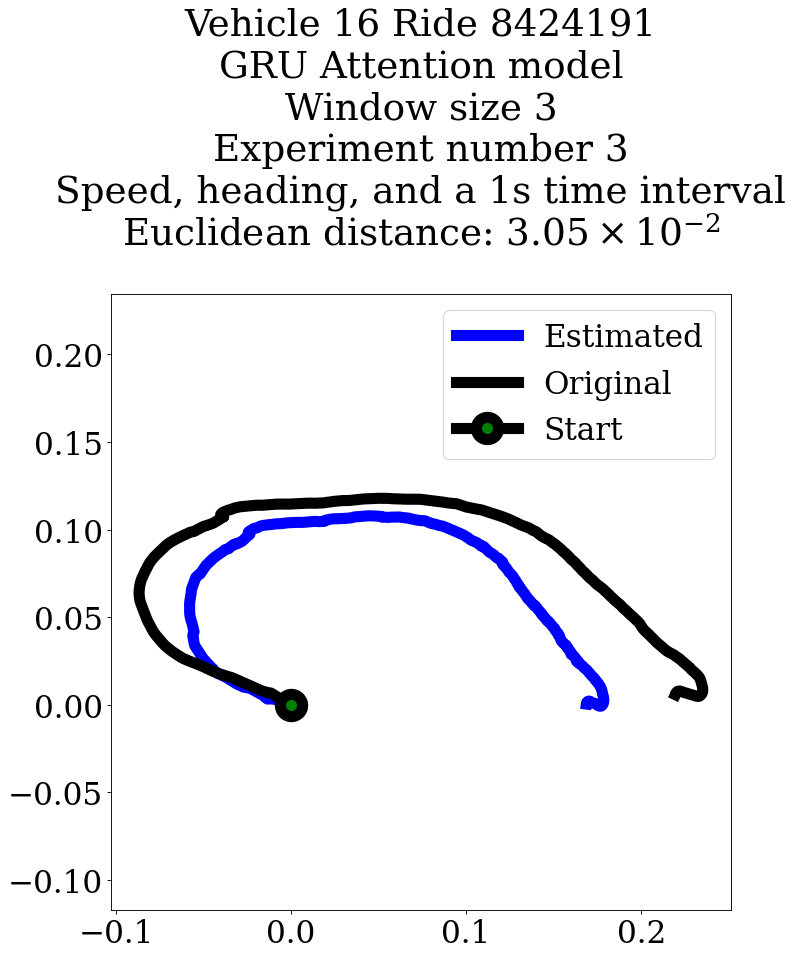 Vehicle 16 Ride 8424191
GRU Attention model
Window size 3
Experiment number 3
Speed, heading, and a 1s time interval
Euclidean distance: 3.05 × 10⁻²
Estimated
Original
Start
0.20
0.15
0.10
0.05
0.00
−0.05
−0.10
−0.1 0.0 0.1 0.2